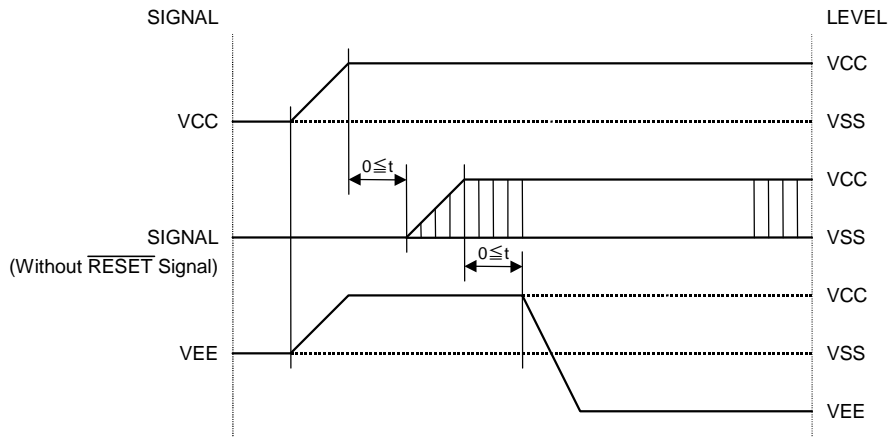 SIGNAL LEVEL
VCC
VCC VSS
0≦t VCC
SIGNAL VSS
(Without RESET Signal) 0≦t
VCC
VEE VSS
VEE